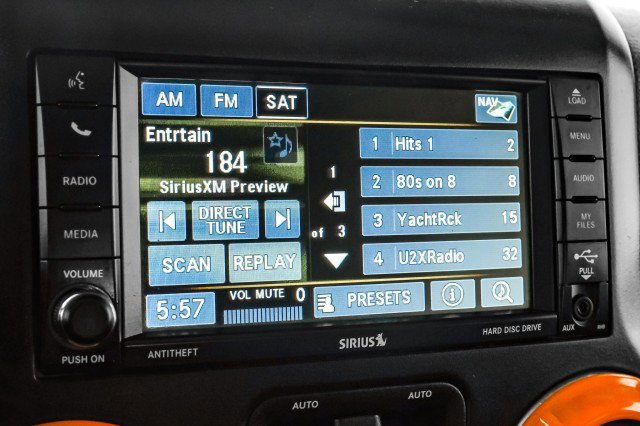 AM FM SAT NAV
Entrtain
184
SiriusXM Preview
DIRECT
TUNE
SCAN REPLAY
1
of 3
1 Hits 1 2
2 80s on 8 8
3 YachtRck 15
4 U2XRadio 32
5:57 VOL MUTE 0 PRESETS
RADIO
MEDIA
VOLUME
PUSH ON
LOAD
MENU
AUDIO
MY
FILES
PULL
AUX
ANTITHEFT
SIRIUS
HARD DISC DRIVE
AUTO AUTO